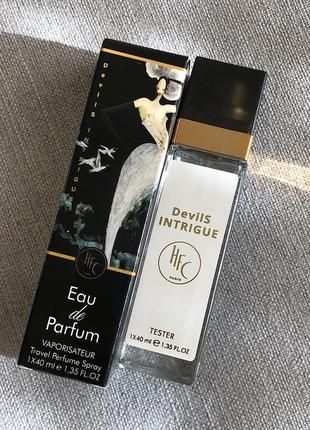 DevilS INTRIGUE
Eau
de
Parfum
VAPORISATEUR
Travel Perfume Spray
1X40 ml e 1.35 FL.OZ
DevilS
INTRIGUE
HFC
PARIS
TESTER
1X40 ml e 1.35 FL.OZ